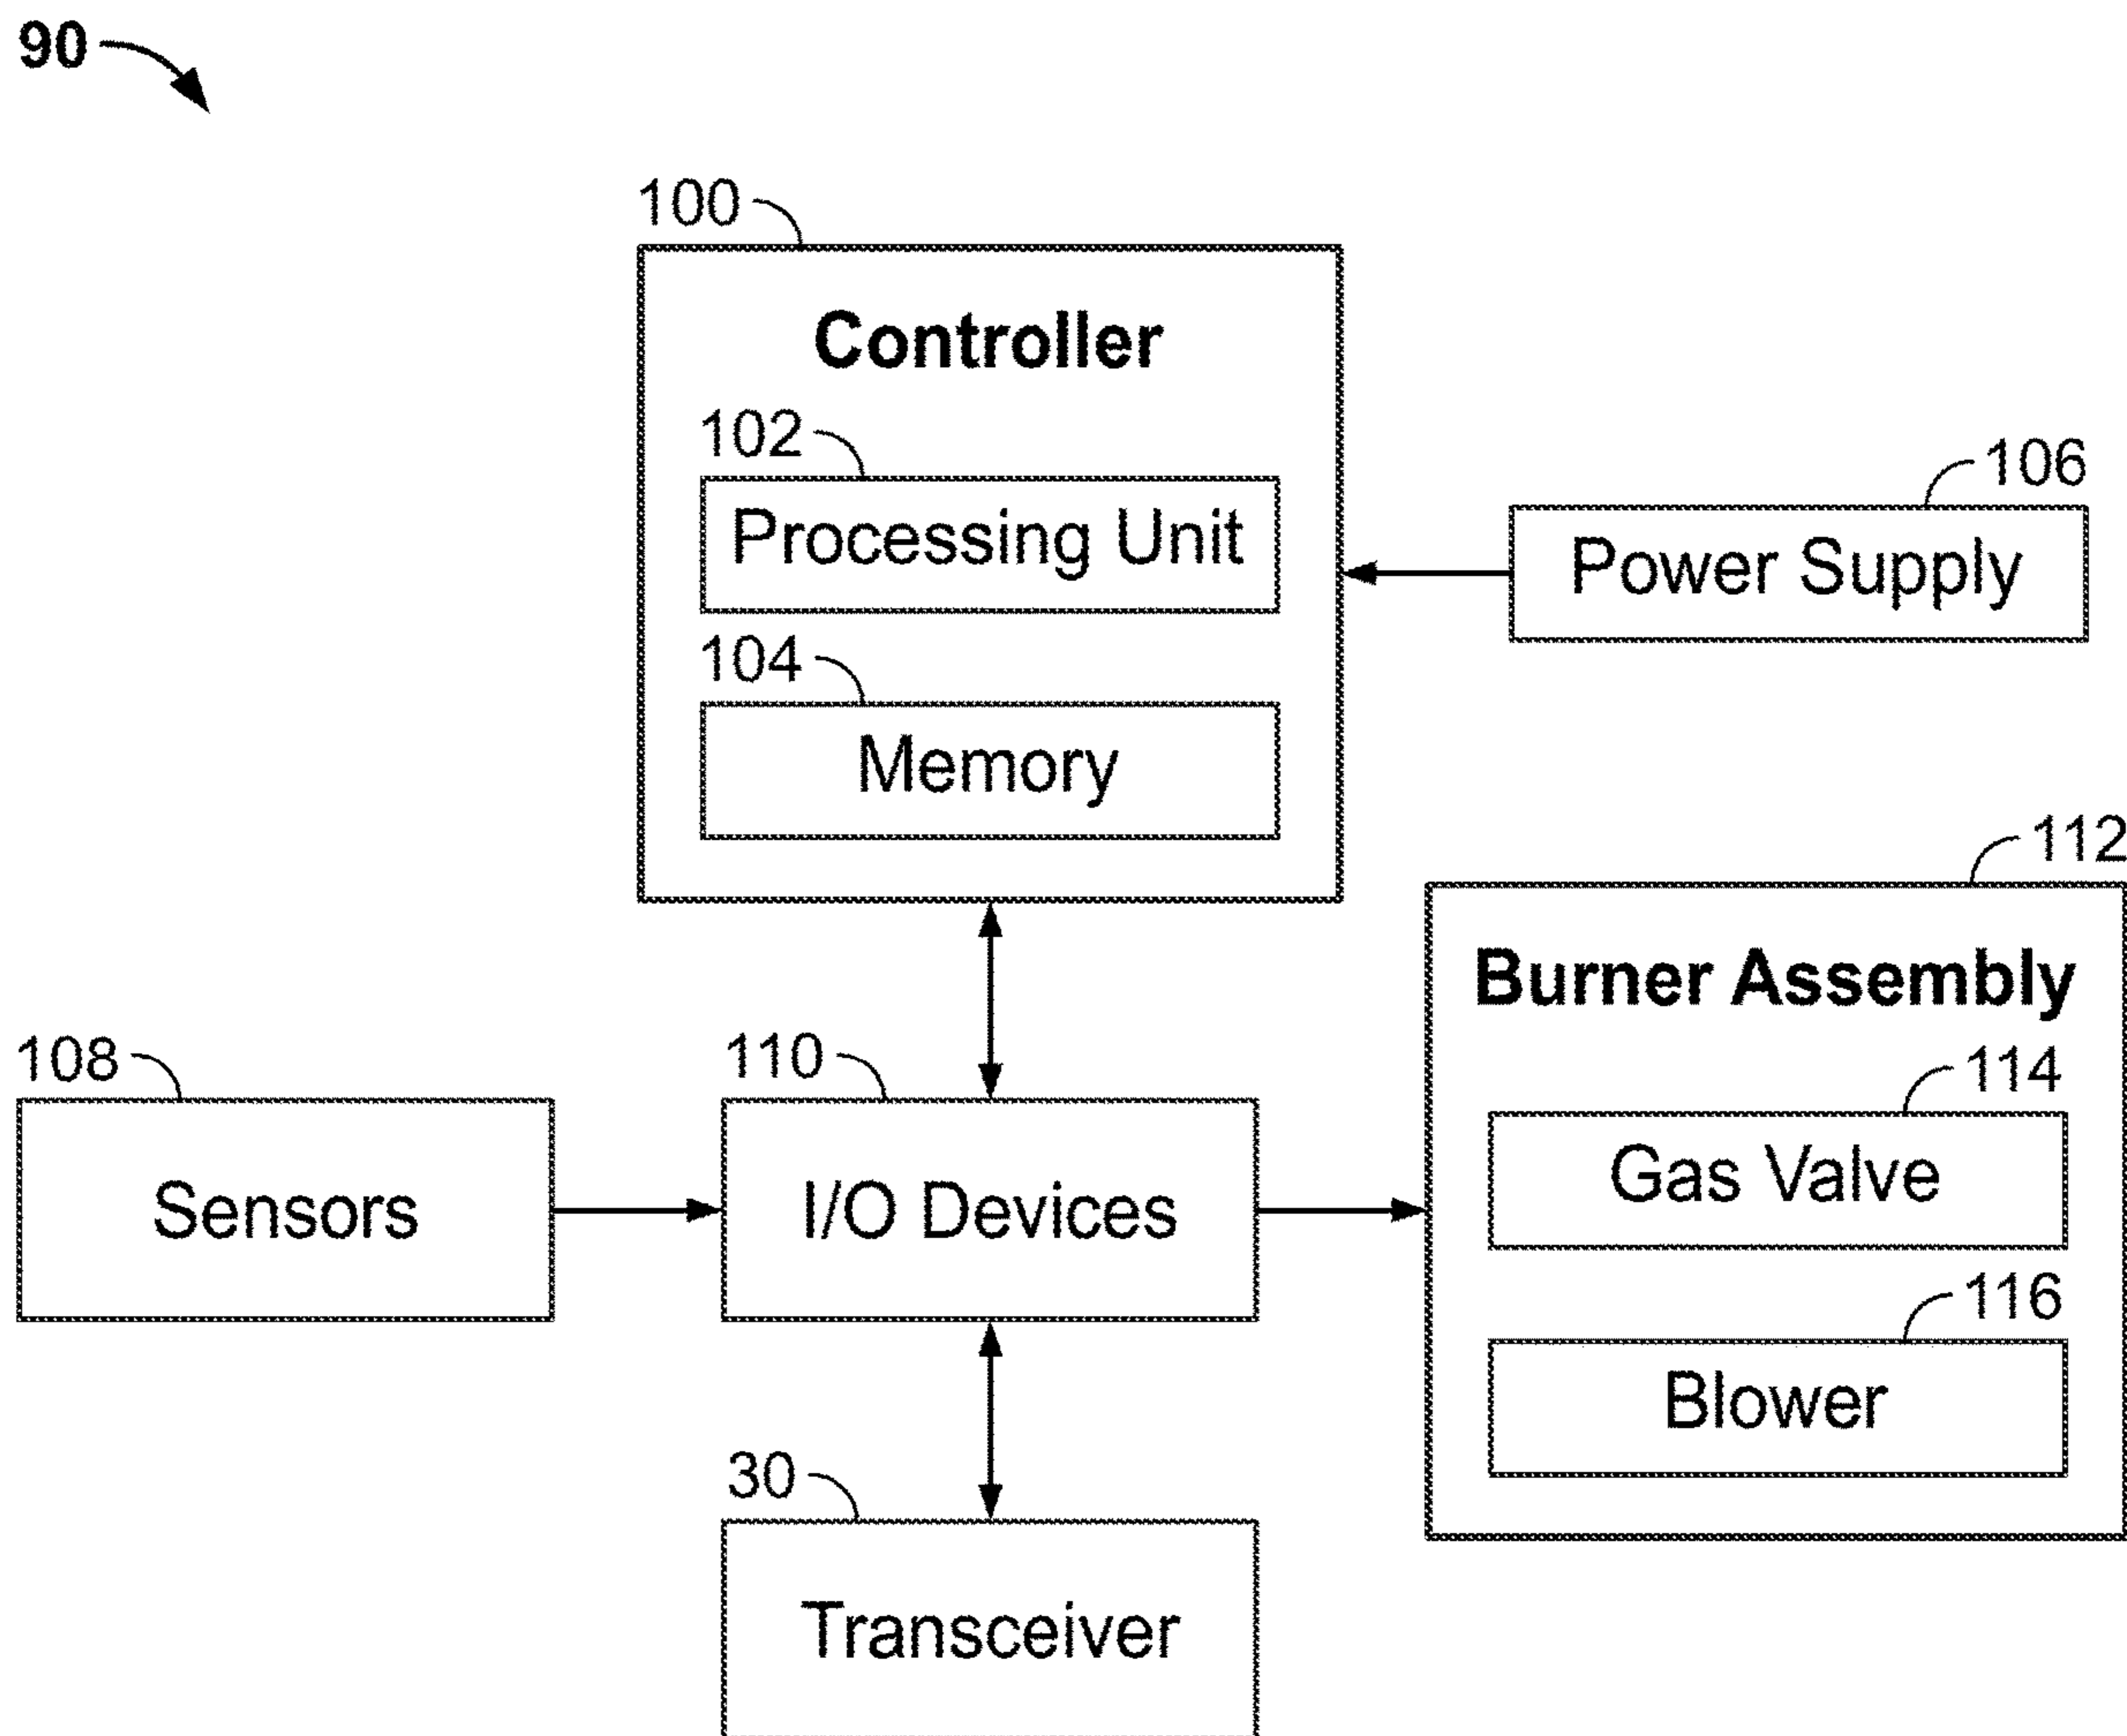 90
100
Controller
102
Processing Unit
106
Power Supply
104
Memory
112
Burner Assembly
108
Sensors
110
I/O Devices
114
Gas Valve
116
Blower
30
Transceiver